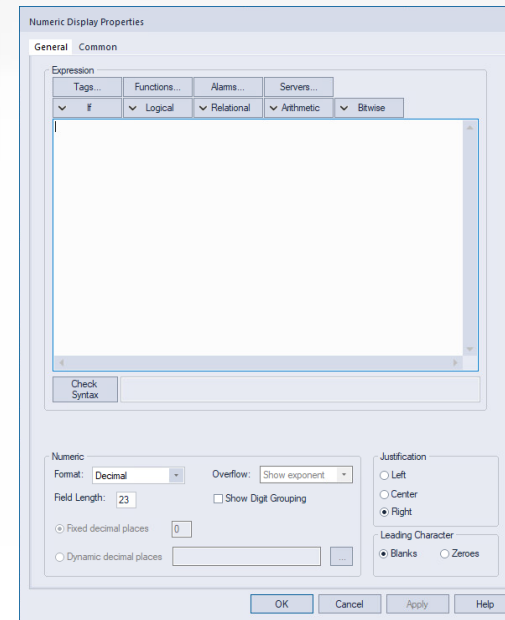 Numeric Display Properties
General Common
Expression
Tags... Functions... Alarms... Servers...
If Logical Relational Arithmetic Bitwise
Check Syntax
Numeric
Format: Decimal Overflow: Show exponent
Field Length: 23 Show Digit Grouping
Fixed decimal places 0
Dynamic decimal places ...
Justification
Left
Center
Right
Leading Character
Blanks Zeroes
OK Cancel Apply Help